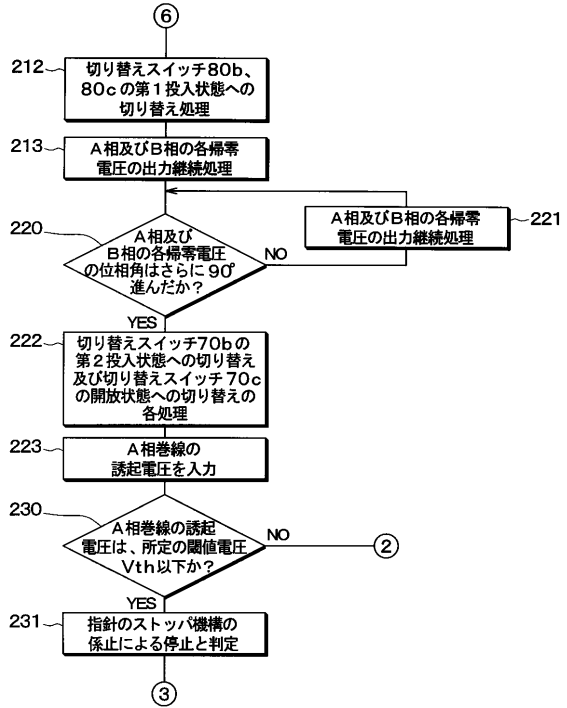 6
212
切り替えスイッチ80b、
80cの第1投入状態への
切り替え処理
213
A相及びB相の各帰零
電圧の出力継続処理
220
A相及び
B相の各帰零電圧
の位相角はさらに90°
進んだか？
NO
A相及びB相の各帰零
電圧の出力継続処理
221
YES
222
切り替えスイッチ70bの
第2投入状態への切り替え
及び切り替えスイッチ70c
の開放状態への切り替えの
各処理
223
A相巻線の
誘起電圧を入力
230
A相巻線の誘起
電圧は、所定の閾値電圧
Vth以下か？
NO
2
YES
231
指針のストッパ機構の
係止による停止と判定
3